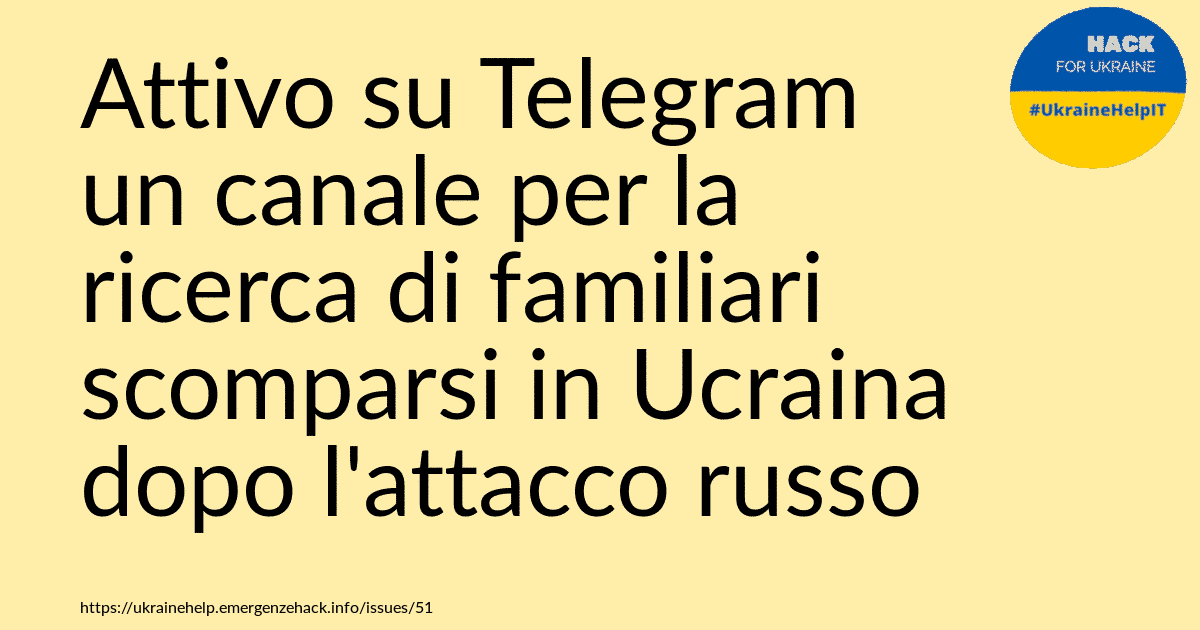 HACK
FOR UKRAINE
#UkraineHelpIT
Attivo su Telegram
un canale per la
ricerca di familiari
scomparsi in Ucraina
dopo l'attacco russo
https://ukrainehelp.emergenzehack.info/issues/51